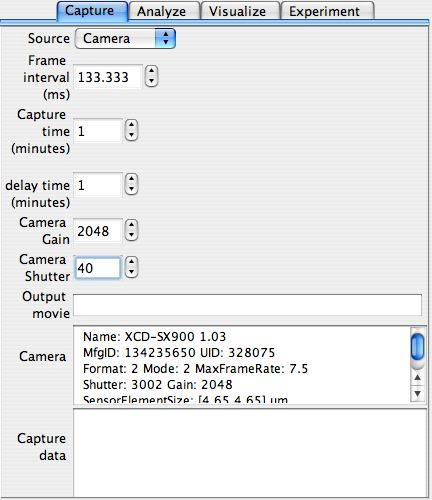 Capture Analyze Visualize Experiment
Source Camera
Frame
interval
(ms)
133.333
Capture
time
(minutes)
1
delay time
(minutes)
1
Camera
Gain
2048
Camera
Shutter
40
Output
movie
Camera
Name: XCD-SX900 1.03
MfgID: 134235650 UID: 328075
Format: 2 Mode: 2 MaxFrameRate: 7.5
Shutter: 3002 Gain: 2048
SensorElementSize: [4.65 4.65] um
Capture
data